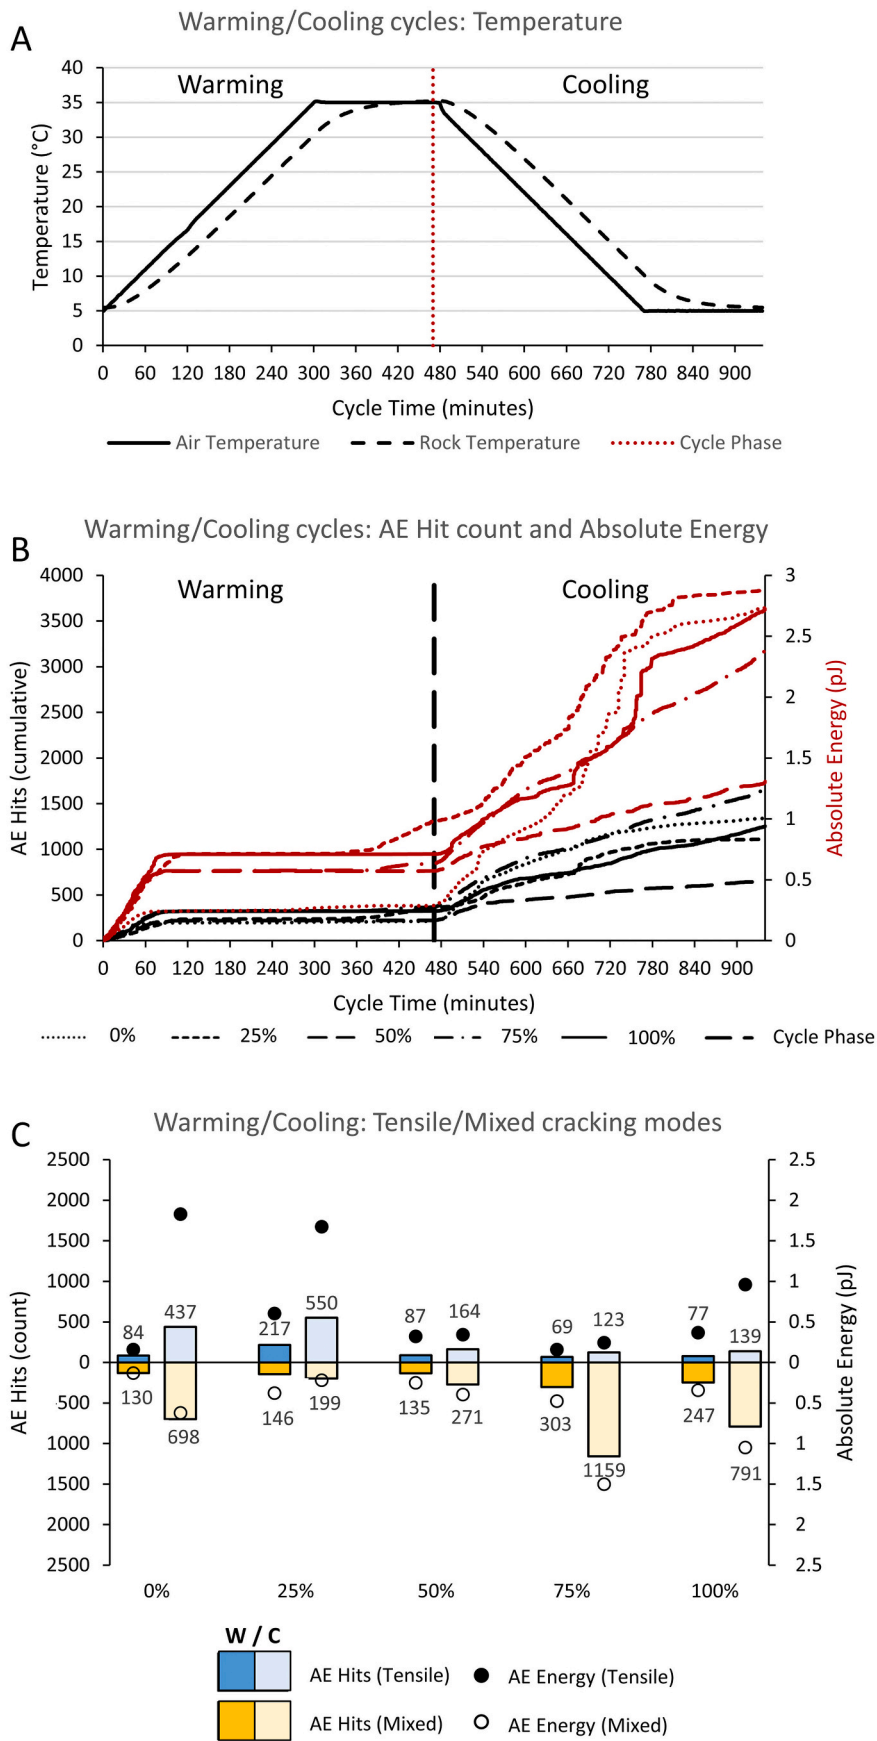 Warming/Cooling cycles: Temperature
A
Warming
Cooling
Temperature (°C)
40
35
30
25
20
15
10
5
0
0 60 120 180 240 300 360 420 480 540 600 660 720 780 840 900
Cycle Time (minutes)
Air Temperature Rock Temperature Cycle Phase
Warming/Cooling cycles: AE Hit count and Absolute Energy
B
Warming
Cooling
AE Hits (cumulative)
4000
3500
3000
2500
2000
1500
1000
500
0
3
2.5
2
1.5
1
0.5
0
Absolute Energy (pJ)
0 60 120 180 240 300 360 420 480 540 600 660 720 780 840 900
Cycle Time (minutes)
0% 25% 50% 75% 100% Cycle Phase
Warming/Cooling: Tensile/Mixed cracking modes
C
AE Hits (count)
2500
2000
1500
1000
500
0
-500
1000
1500
2000
2500
2.5
2
1.5
1
0.5
0
0.5
1
1.5
2
2.5
Absolute Energy (pJ)
84 437 217 550 87 164 69 123 77 139
130 698 146 199 135 271 303 1159 247 791
0% 25% 50% 75% 100%
W / C
AE Hits (Tensile) AE Energy (Tensile)
AE Hits (Mixed) AE Energy (Mixed)